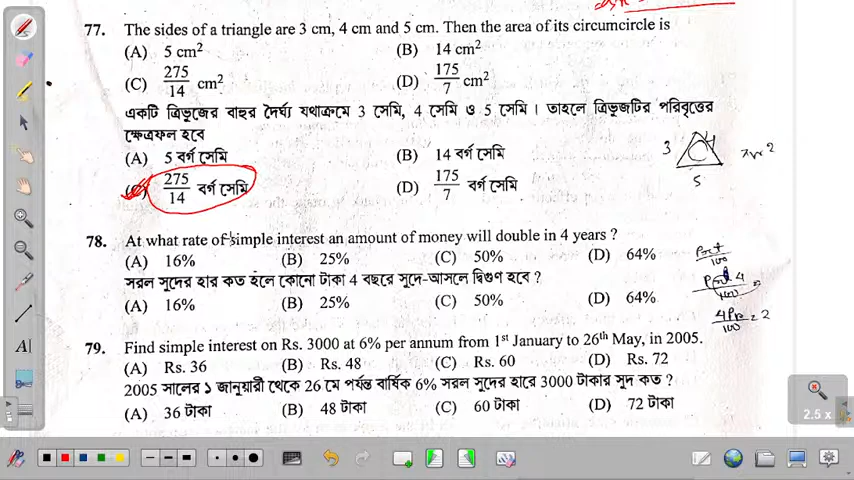 77. The sides of a triangle are 3 cm, 4 cm and 5 cm. Then the area of its circumcircle is
(A) 5 cm² (B) 14 cm²
(C) 275/14 cm² (D) 175/7 cm²
একটি ত্রিভুজের বাহুর দৈর্ঘ্য যথাক্রমে 3 সেমি, 4 সেমি ও 5 সেমি। তাহলে ত্রিভুজটির পরিবৃত্তের
ক্ষেত্রফল হবে
(A) 5 বর্গ সেমি (B) 14 বর্গ সেমি
275/14 বর্গ সেমি (D) 175/7 বর্গ সেমি
3 4
5
πr²
78. At what rate of simple interest an amount of money will double in 4 years ?
(A) 16% (B) 25% (C) 50% (D) 64%
সরল সুদের হার কত হলে কোনো টাকা 4 বছরে সুদে-আসলে দ্বিগুণ হবে ?
(A) 16% (B) 25% (C) 50% (D) 64%
79. Find simple interest on Rs. 3000 at 6% per annum from 1st January to 26th May, in 2005.
(A) Rs. 36 (B) Rs. 48 (C) Rs. 60 (D) Rs. 72
2005 সালের ১ জানুয়ারী থেকে 26 মে পর্যন্ত বার্ষিক 6% সরল সুদের হারে 3000 টাকার সুদ কত ?
(A) 36 টাকা (B) 48 টাকা (C) 60 টাকা (D) 72 টাকা
2.5 x
A